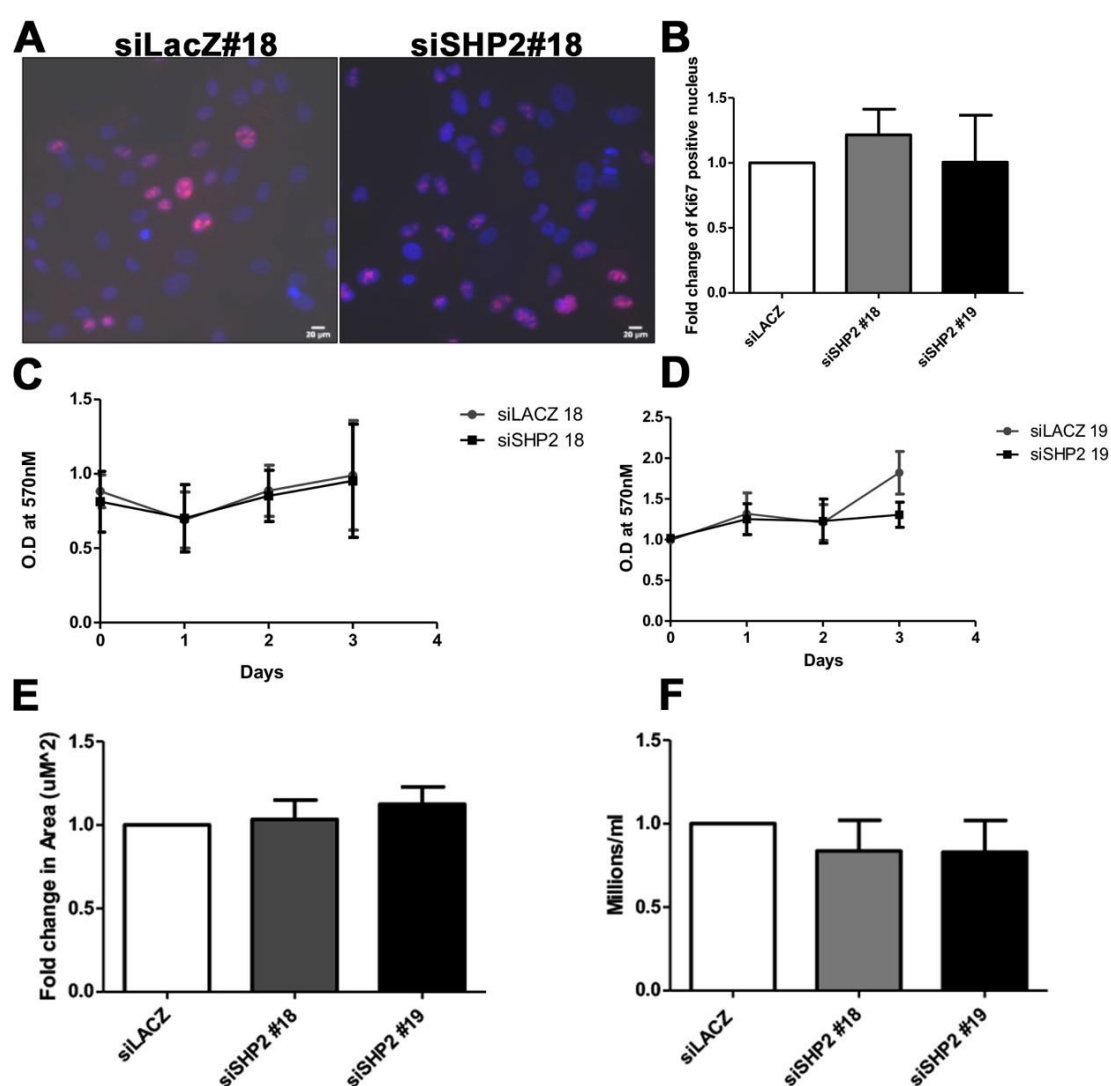 A
siLacZ#18
siSHP2#18
20 µm
20 µm
B
Fold change of Ki67 positive nucleus
1.5
1.0
0.5
0.0
siLACZ
siSHP2 #18
siSHP2 #19
C
O.D at 570nM
1.5
1.0
0.5
0.0
0 1 2 3 4
Days
siLACZ 18
siSHP2 18
D
O.D at 570nM
2.5
2.0
1.5
1.0
0.5
0.0
0 1 2 3 4
Days
siLACZ 19
siSHP2 19
E
Fold change in Area (uM^2)
1.5
1.0
0.5
0.0
siLACZ
siSHP2 #18
siSHP2 #19
F
Millions/ml
1.5
1.0
0.5
0.0
siLACZ
siSHP2 #18
siSHP2 #19